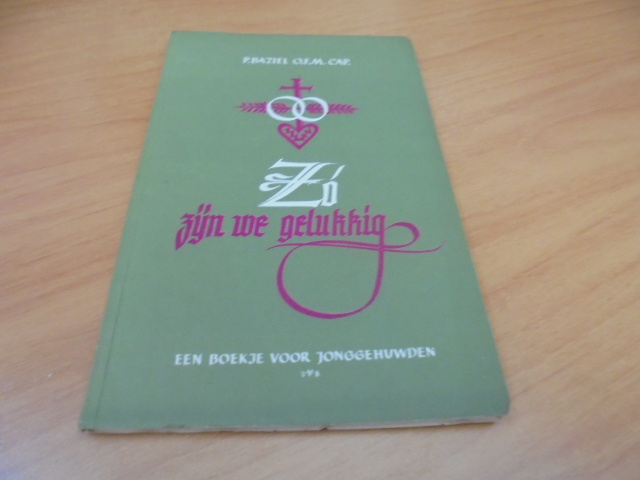 P. BAZIEL O.F.M. CAP.
Zó
zijn we gelukkig
EEN BOEKJE VOOR JONGGEHUWDEN